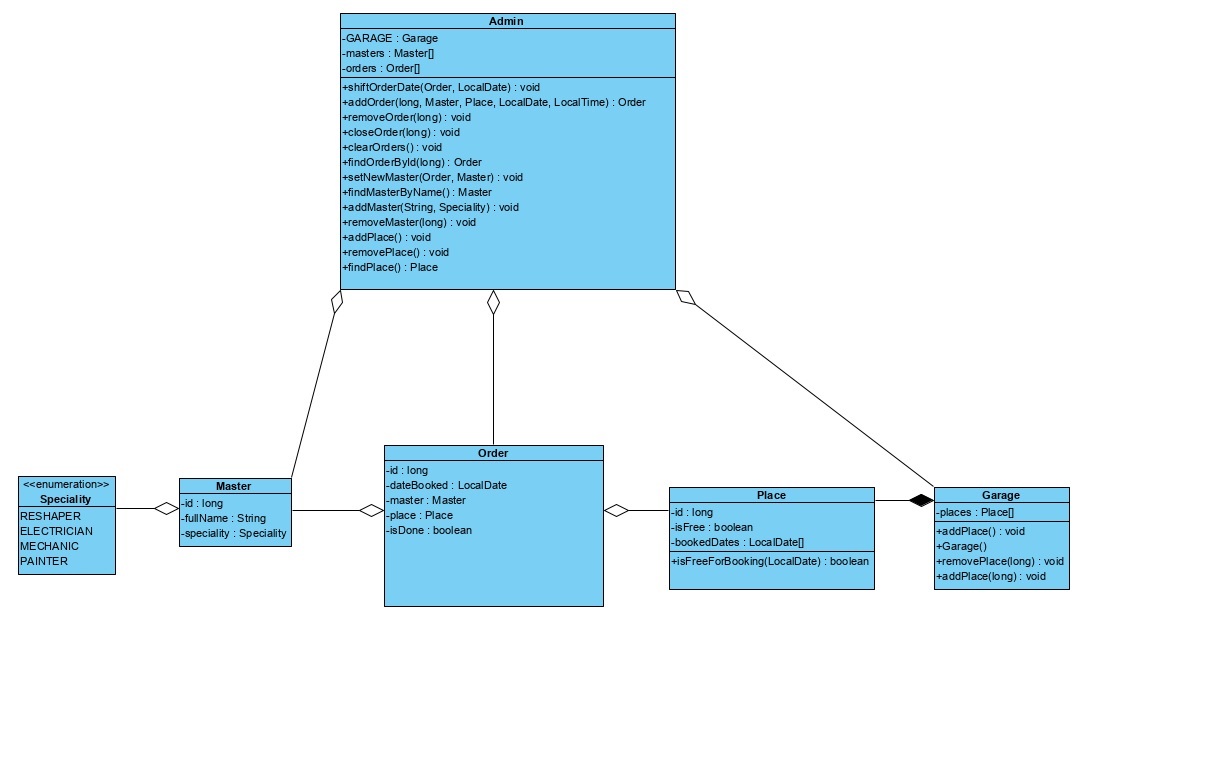 Admin
-GARAGE : Garage
-masters : Master[]
-orders : Order[]
+shiftOrderDate(Order, LocalDate) : void
+addOrder(long, Master, Place, LocalDate, LocalTime) : Order
+removeOrder(long) : void
+closeOrder(long) : void
+clearOrders() : void
+findOrderById(long) : Order
+setNewMaster(Order, Master) : void
+findMasterByName() : Master
+addMaster(String, Speciality) : void
+removeMaster(long) : void
+addPlace() : void
+removePlace() : void
+findPlace() : Place
<<enumeration>>
Speciality
RESHAPER
ELECTRICIAN
MECHANIC
PAINTER
Master
-id : long
-fullName : String
-speciality : Speciality
Order
-id : long
-dateBooked : LocalDate
-master : Master
-place : Place
-isDone : boolean
Place
-id : long
-isFree : boolean
-bookedDates : LocalDate[]
+isFreeForBooking(LocalDate) : boolean
Garage
-places : Place[]
+addPlace() : void
+Garage()
+removePlace(long) : void
+addPlace(long) : void